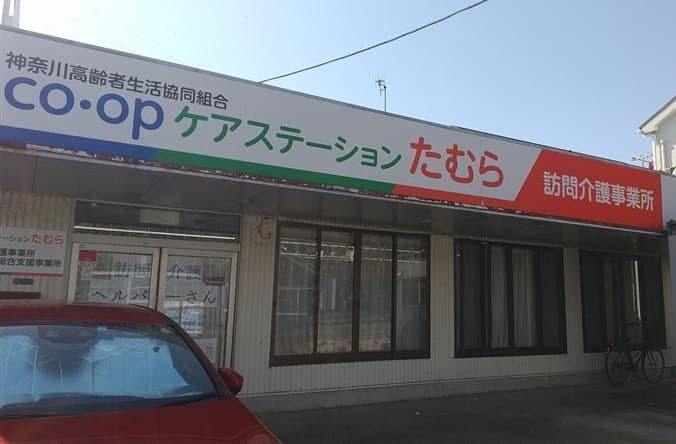 神奈川高齢者生活協同組合
co・op ケアステーション たむら
訪問介護事業所
ーション たむら
護事業所
総合支援事業所
訪問 介護
ヘルパーさん